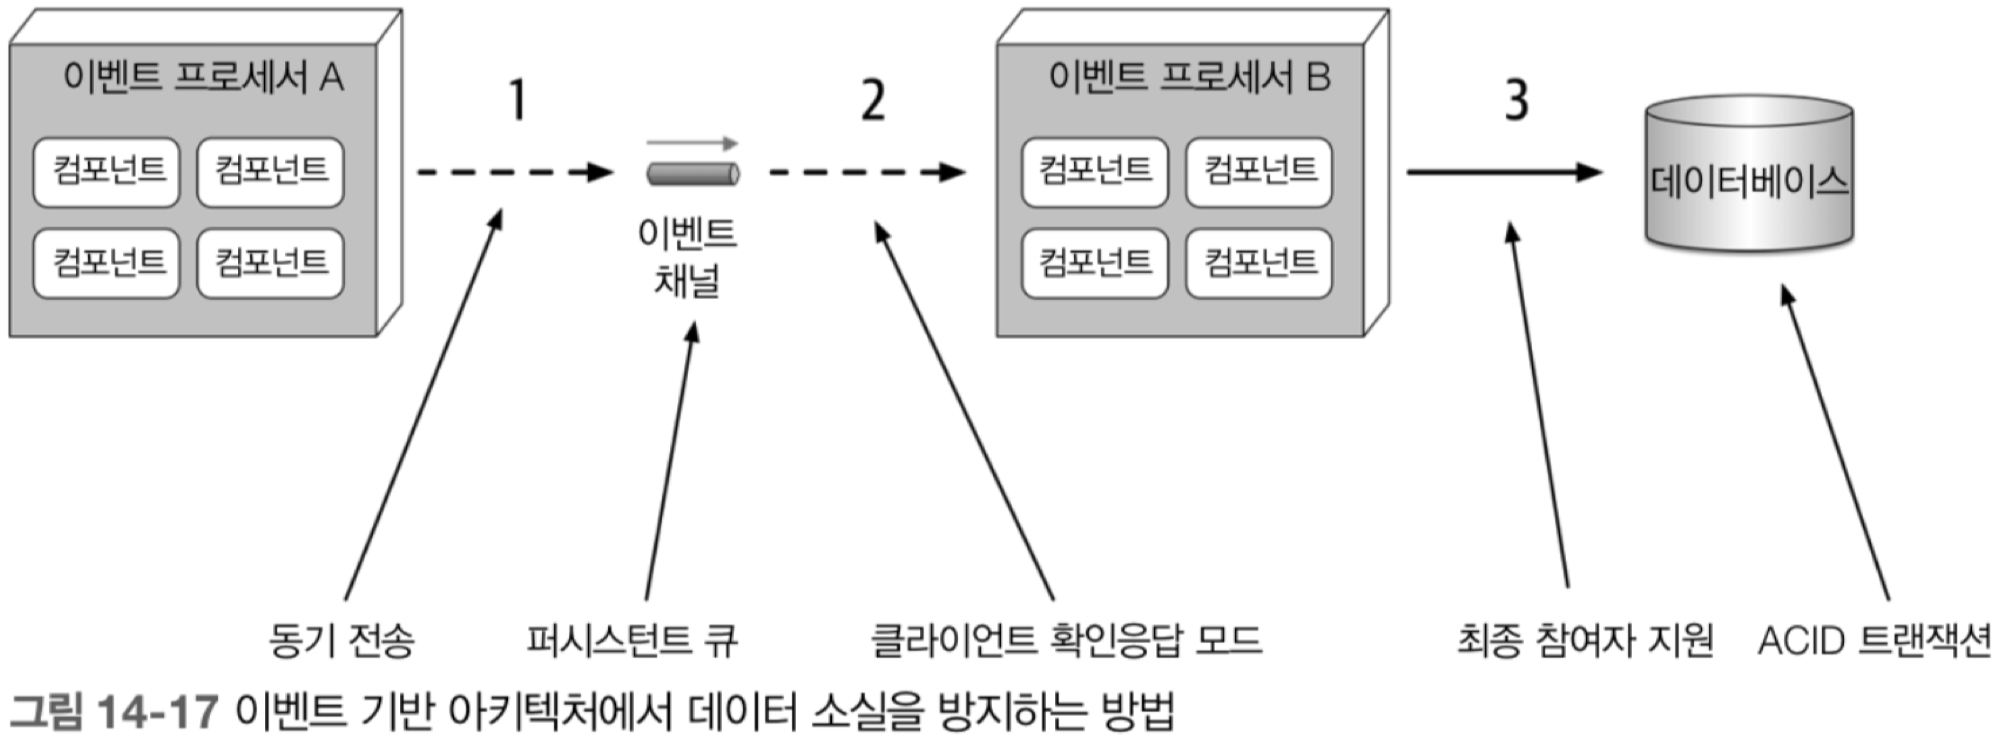 이벤트 프로세서 A
컴포넌트
컴포넌트
컴포넌트
컴포넌트
1
이벤트
채널
2
이벤트 프로세서 B
컴포넌트
컴포넌트
컴포넌트
컴포넌트
3
데이터베이스
동기 전송
퍼시스턴트 큐
클라이언트 확인응답 모드
최종 참여자 지원
ACID 트랜잭션
그림 14-17 이벤트 기반 아키텍처에서 데이터 소실을 방지하는 방법